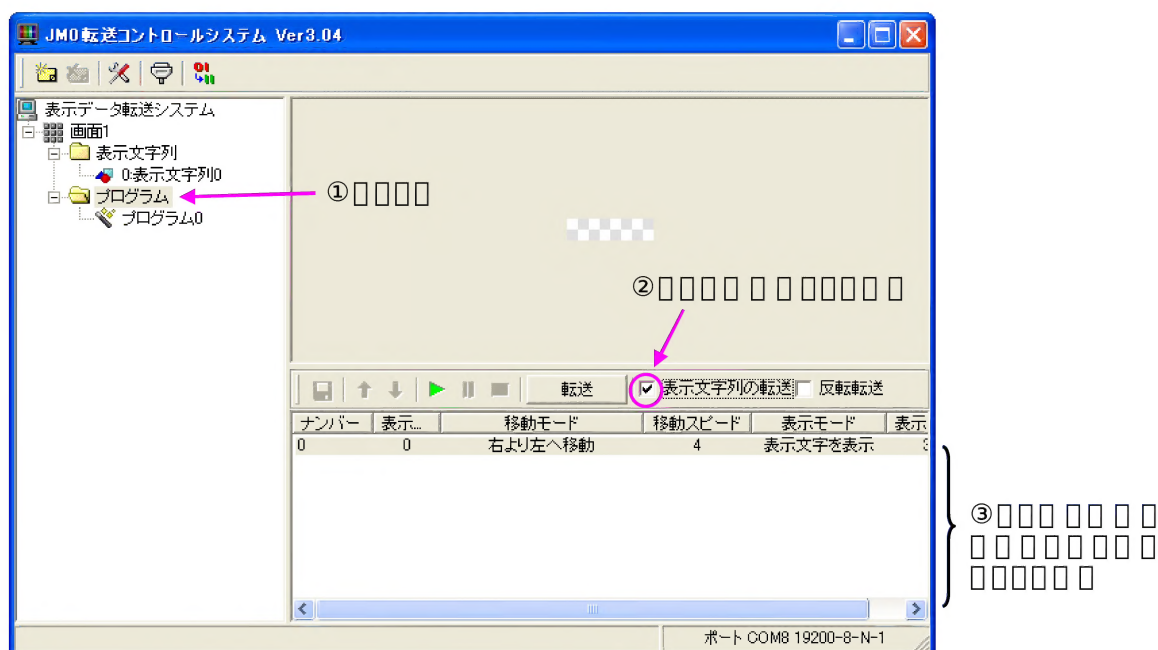 JMO転送コントロールシステム Ver3.04
表示データ転送システム
画面1
表示文字列
0:表示文字列0
プログラム
プログラム0
①
②
転送
表示文字列の転送
反転転送
ナンバー 表示... 移動モード 移動スピード 表示モード 表示
0 0 右より左へ移動 4 表示文字を表示
③
ポート COM8 19200-8-N-1